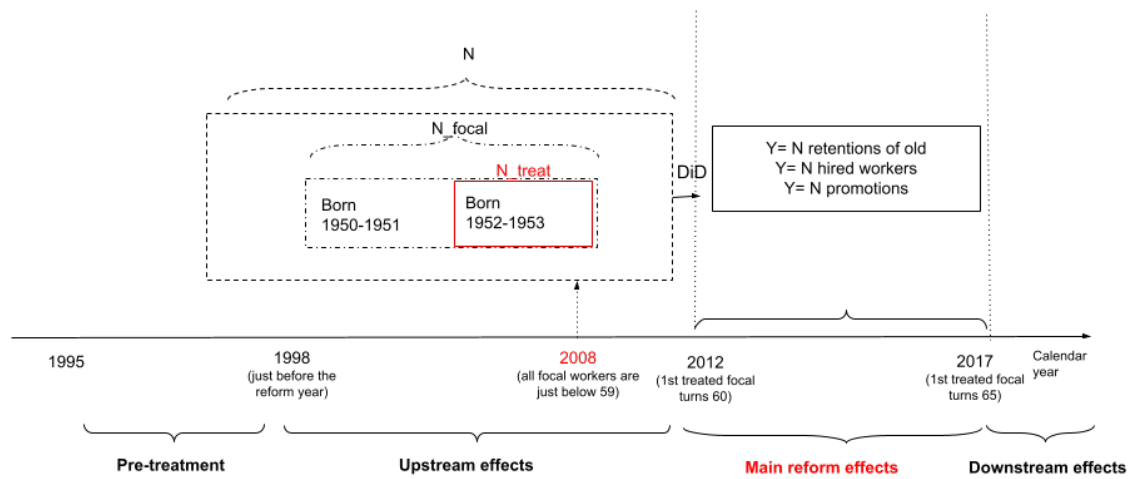 N
N_focal
N_treat
Born
1950-1951
Born
1952-1953
DiD
Y= N retentions of old
Y= N hired workers
Y= N promotions
1995
1998
(just before the
reform year)
2008
(all focal workers are
just below 59)
2012
(1st treated focal
turns 60)
2017
(1st treated focal
turns 65)
Calendar
year
Pre-treatment
Upstream effects
Main reform effects
Downstream effects